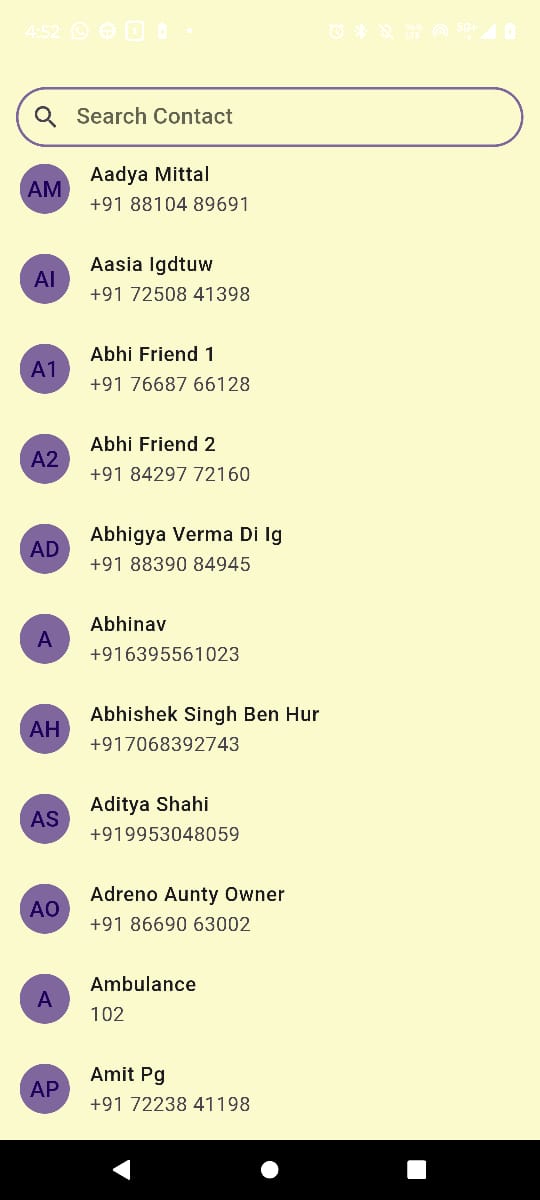 4:52
Search Contact
AM
Aadya Mittal
+91 88104 89691
AI
Aasia Igdtuw
+91 72508 41398
A1
Abhi Friend 1
+91 76687 66128
A2
Abhi Friend 2
+91 84297 72160
AD
Abhigya Verma Di Ig
+91 88390 84945
A
Abhinav
+916395561023
AH
Abhishek Singh Ben Hur
+917068392743
AS
Aditya Shahi
+919953048059
AO
Adreno Aunty Owner
+91 86690 63002
A
Ambulance
102
AP
Amit Pg
+91 72238 41198